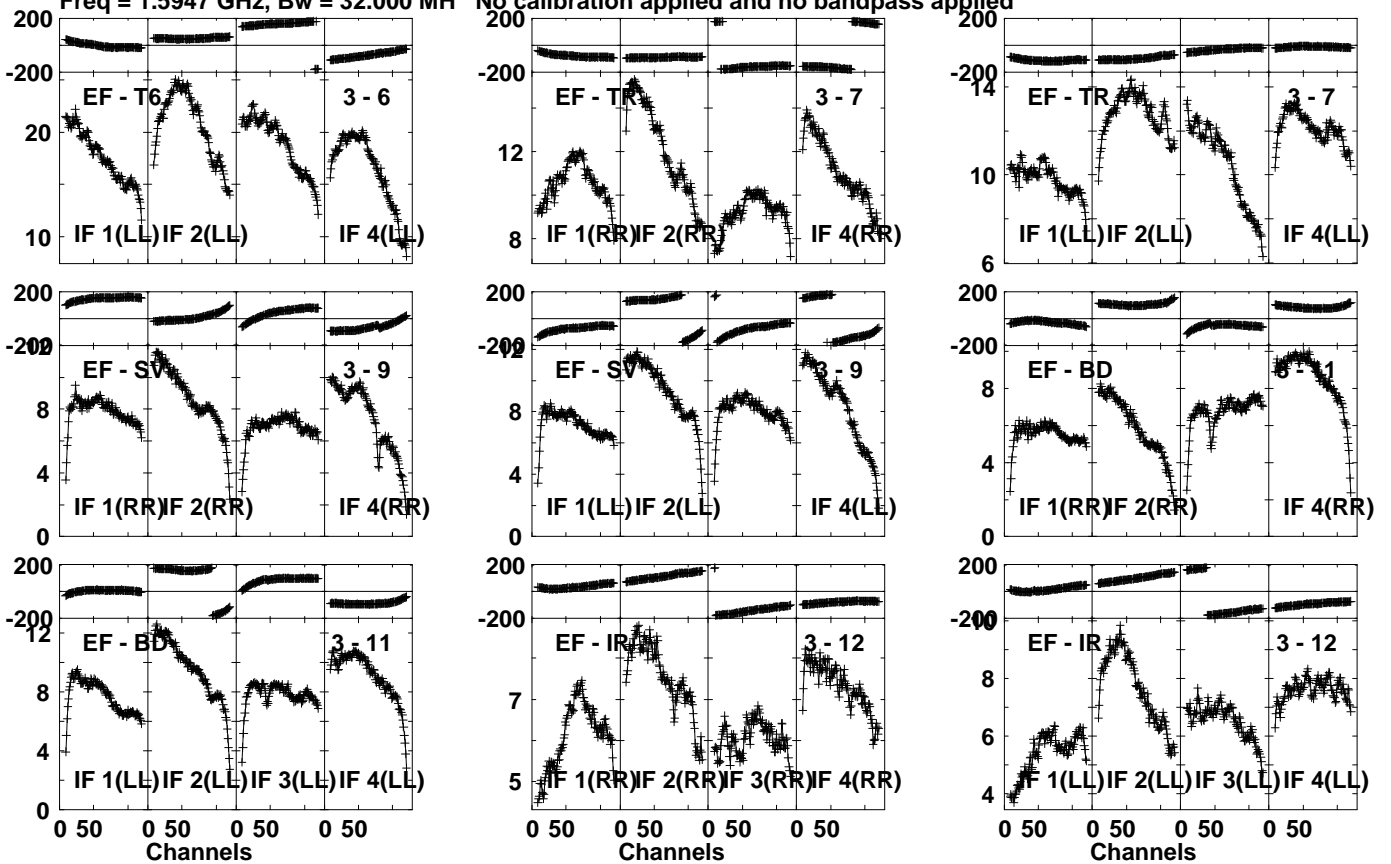 Freq = 1.5947 GHz, Bw = 32.000 MH No calibration applied and no bandpass applied
200 200 200
-200 -200 -200
EF - T6 3 - 6 EF - TR 3 - 7 EF - TR 3 - 7
14
20 12 10
10 8 6
IF 1(LL) IF 2(LL) IF 4(LL) IF 1(RR) IF 2(RR) IF 4(RR) IF 1(LL) IF 2(LL) IF 4(LL)
200 200 200
-200 -200 -200
12 12
EF - SV 3 - 9 EF - SV 3 - 9 EF - BD 3 - 11
8 8 8
4 4 4
IF 1(RR) IF 2(RR) IF 4(RR) IF 1(LL) IF 2(LL) IF 4(LL) IF 1(RR) IF 2(RR) IF 4(RR)
0 0 0
200 200 200
-200 -200 -200
12 10
EF - BD 3 - 11 EF - IR 3 - 12 EF - IR 3 - 12
8 7 8
4 5 6
4
IF 1(LL) IF 2(LL) IF 3(LL) IF 4(LL) IF 1(RR) IF 2(RR) IF 3(RR) IF 4(RR) IF 1(LL) IF 2(LL) IF 3(LL) IF 4(LL)
0
0 50 0 50 0 50 0 50 0 50 0 50 0 50 0 50 0 50 0 50 0 50 0 50
Channels Channels Channels